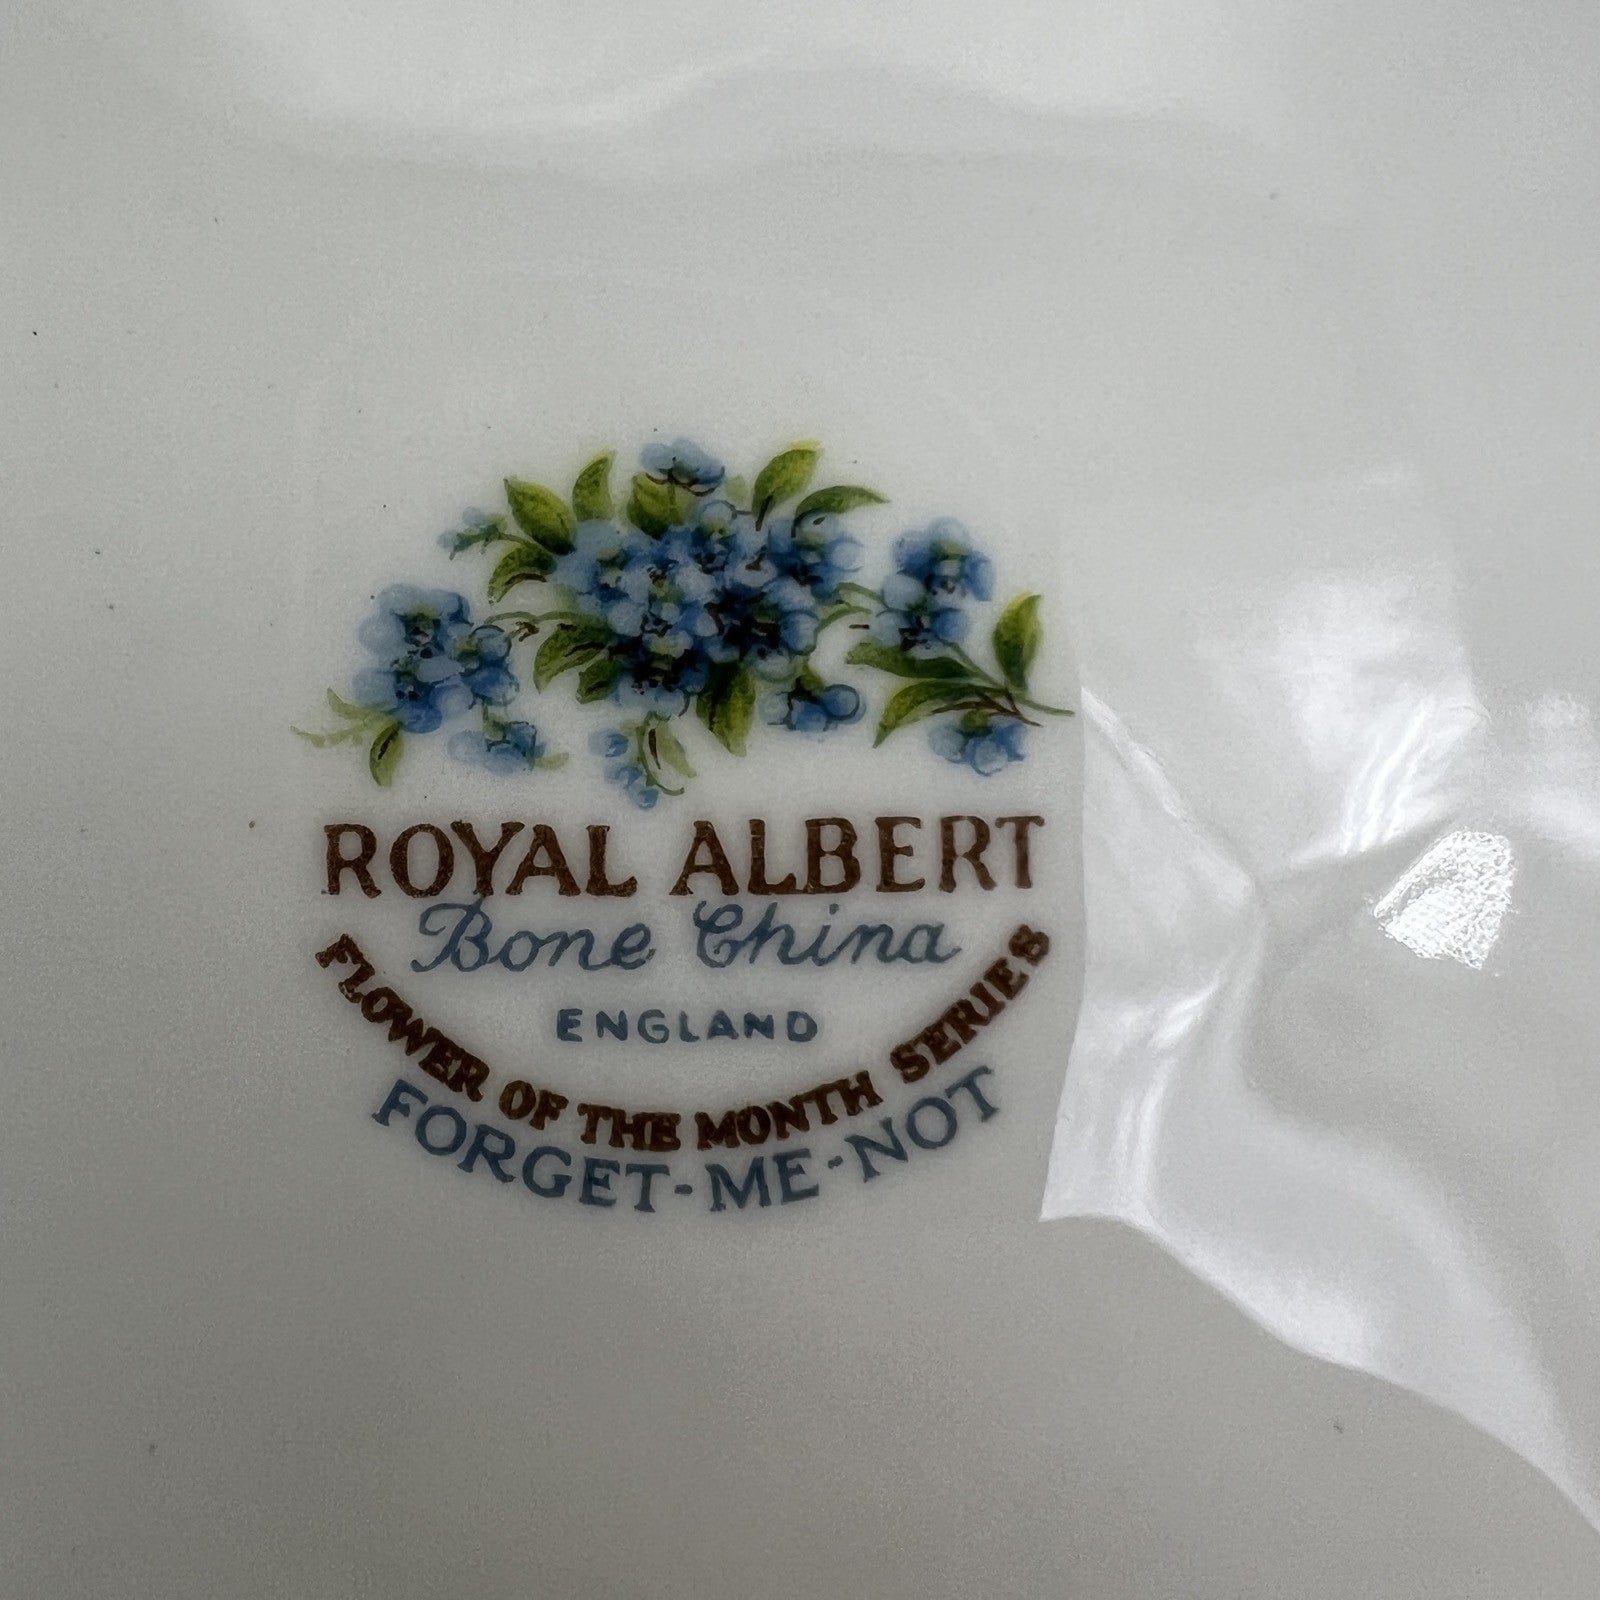 ROYAL ALBERT
Bone China
ENGLAND
FLOWER OF THE MONTH SERIES
FORGET-ME-NOT